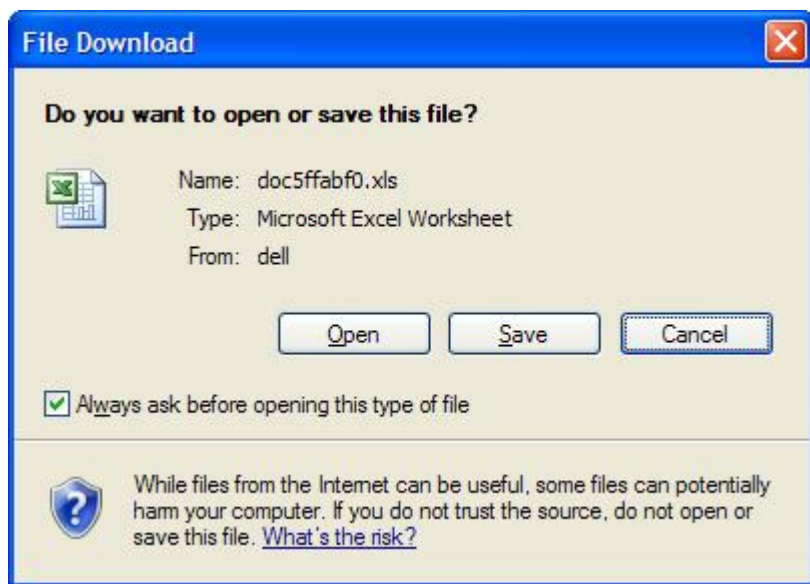 File Download
Do you want to open or save this file?
Name: doc5ffabf0.xls
Type: Microsoft Excel Worksheet
From: dell
Open Save Cancel
Always ask before opening this type of file
While files from the Internet can be useful, some files can potentially
harm your computer. If you do not trust the source, do not open or
save this file. What's the risk?